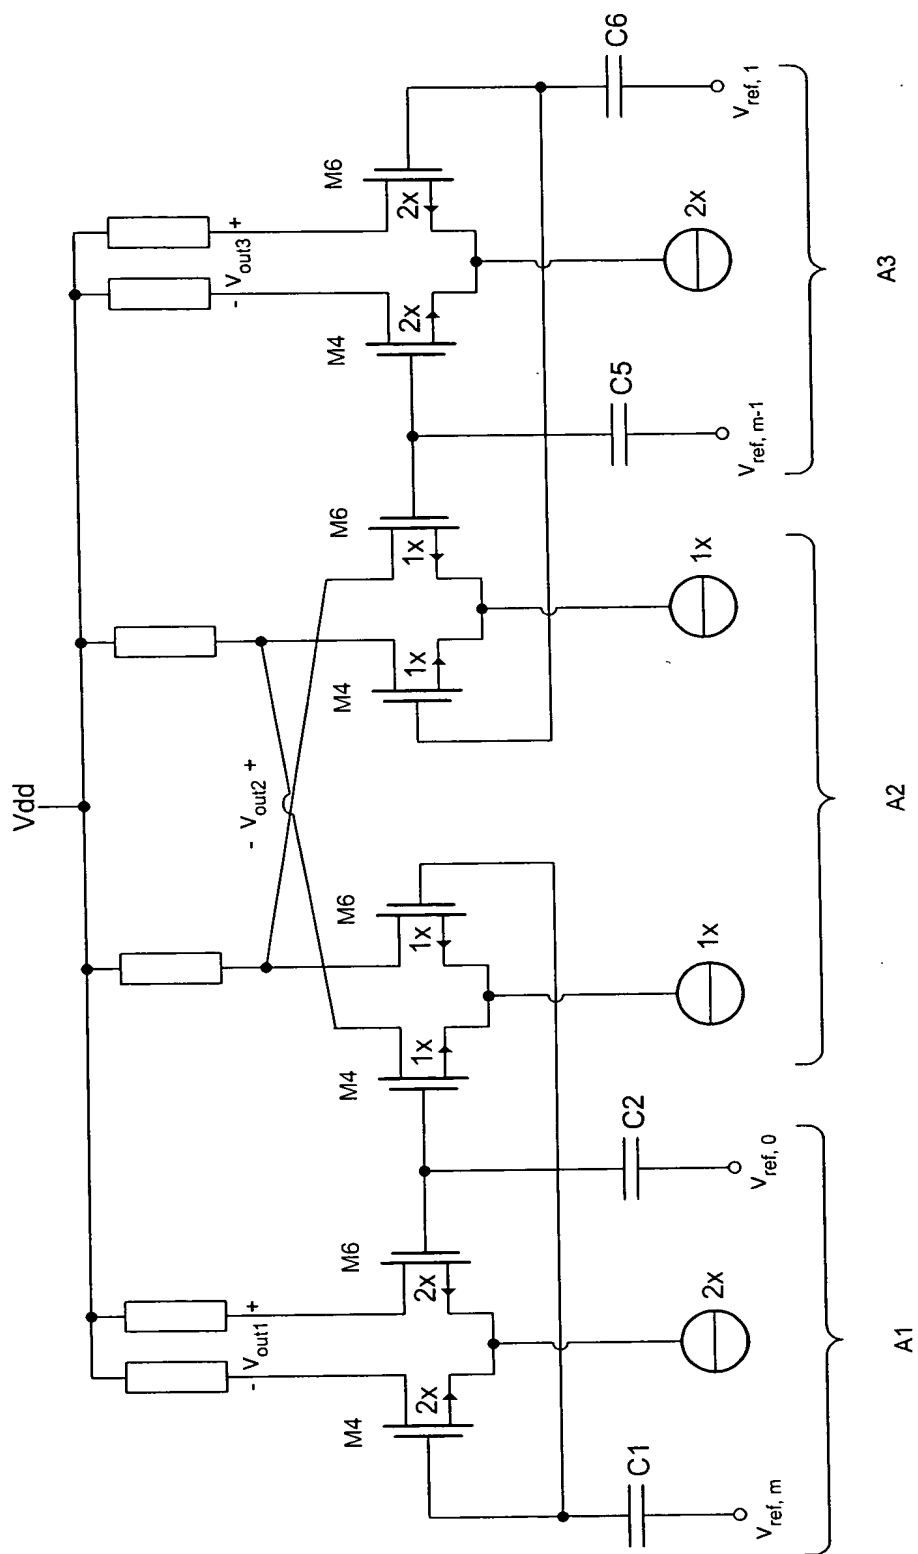 Vdd
- Vout1 +
- Vout2 +
- Vout3 +
M4
M6
M4
M6
M4
M6
M4
M6
2x
2x
1x
1x
1x
1x
2x
2x
C1
C2
C5
C6
2x
1x
1x
2x
Vref, m
Vref, 0
Vref, m-1
Vref, 1
A1
A2
A3